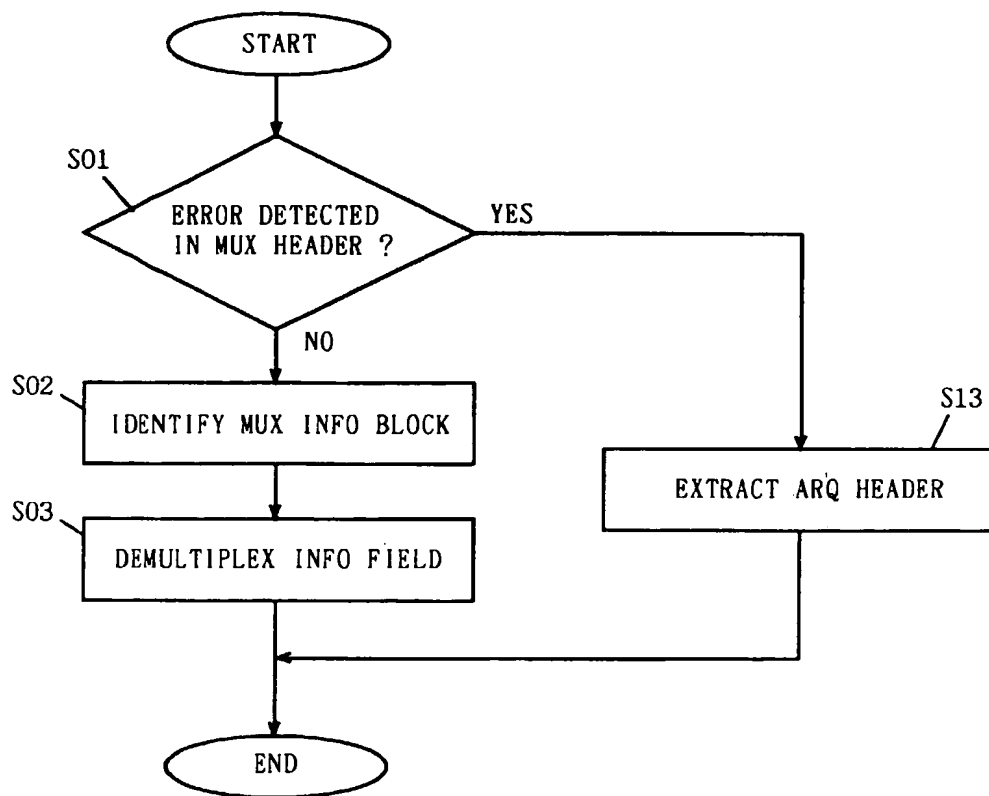 START
S01
ERROR DETECTED
IN MUX HEADER ?
YES
NO
S02
IDENTIFY MUX INFO BLOCK
S13
EXTRACT ARQ HEADER
S03
DEMULTIPLEX INFO FIELD
END